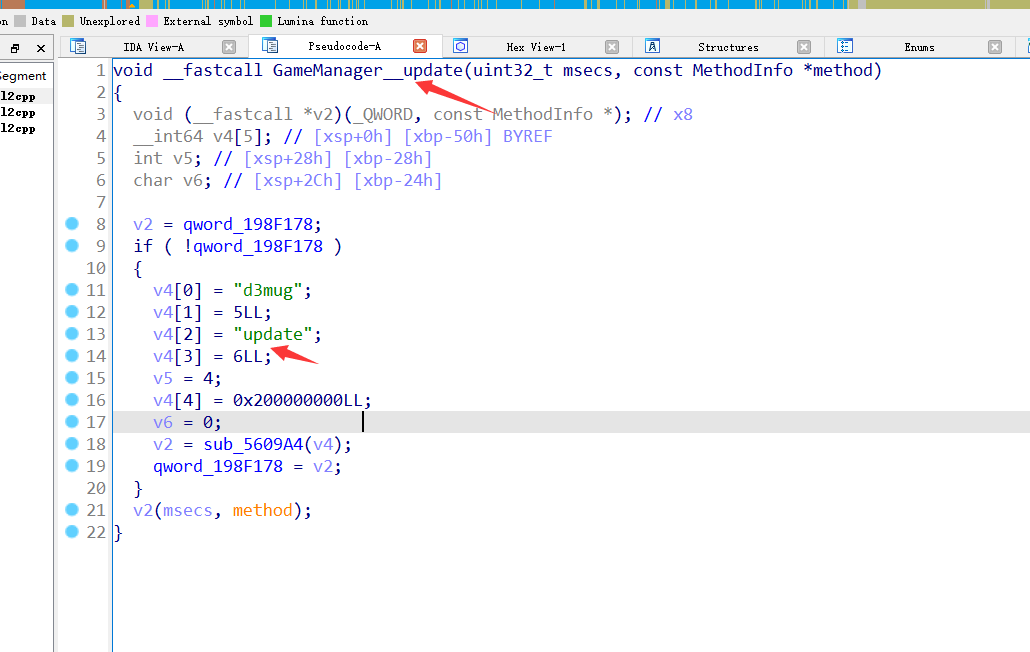 on Data Unexplored External symbol Lumina function
IDA View-A Pseudocode-A Hex View-1 Structures Enums
Segment
l2cpp
l2cpp
l2cpp
1 void __fastcall GameManager__update(uint32_t msecs, const MethodInfo *method)
2 {
3 void (__fastcall *v2)(_QWORD, const MethodInfo *); // x8
4 __int64 v4[5]; // [xsp+0h] [xbp-50h] BYREF
5 int v5; // [xsp+28h] [xbp-28h]
6 char v6; // [xsp+2Ch] [xbp-24h]
7
8 v2 = qword_198F178;
9 if ( !qword_198F178 )
10 {
11 v4[0] = "d3mug";
12 v4[1] = 5LL;
13 v4[2] = "update";
14 v4[3] = 6LL;
15 v5 = 4;
16 v4[4] = 0x200000000LL;
17 v6 = 0;
18 v2 = sub_5609A4(v4);
19 qword_198F178 = v2;
20 }
21 v2(msecs, method);
22 }